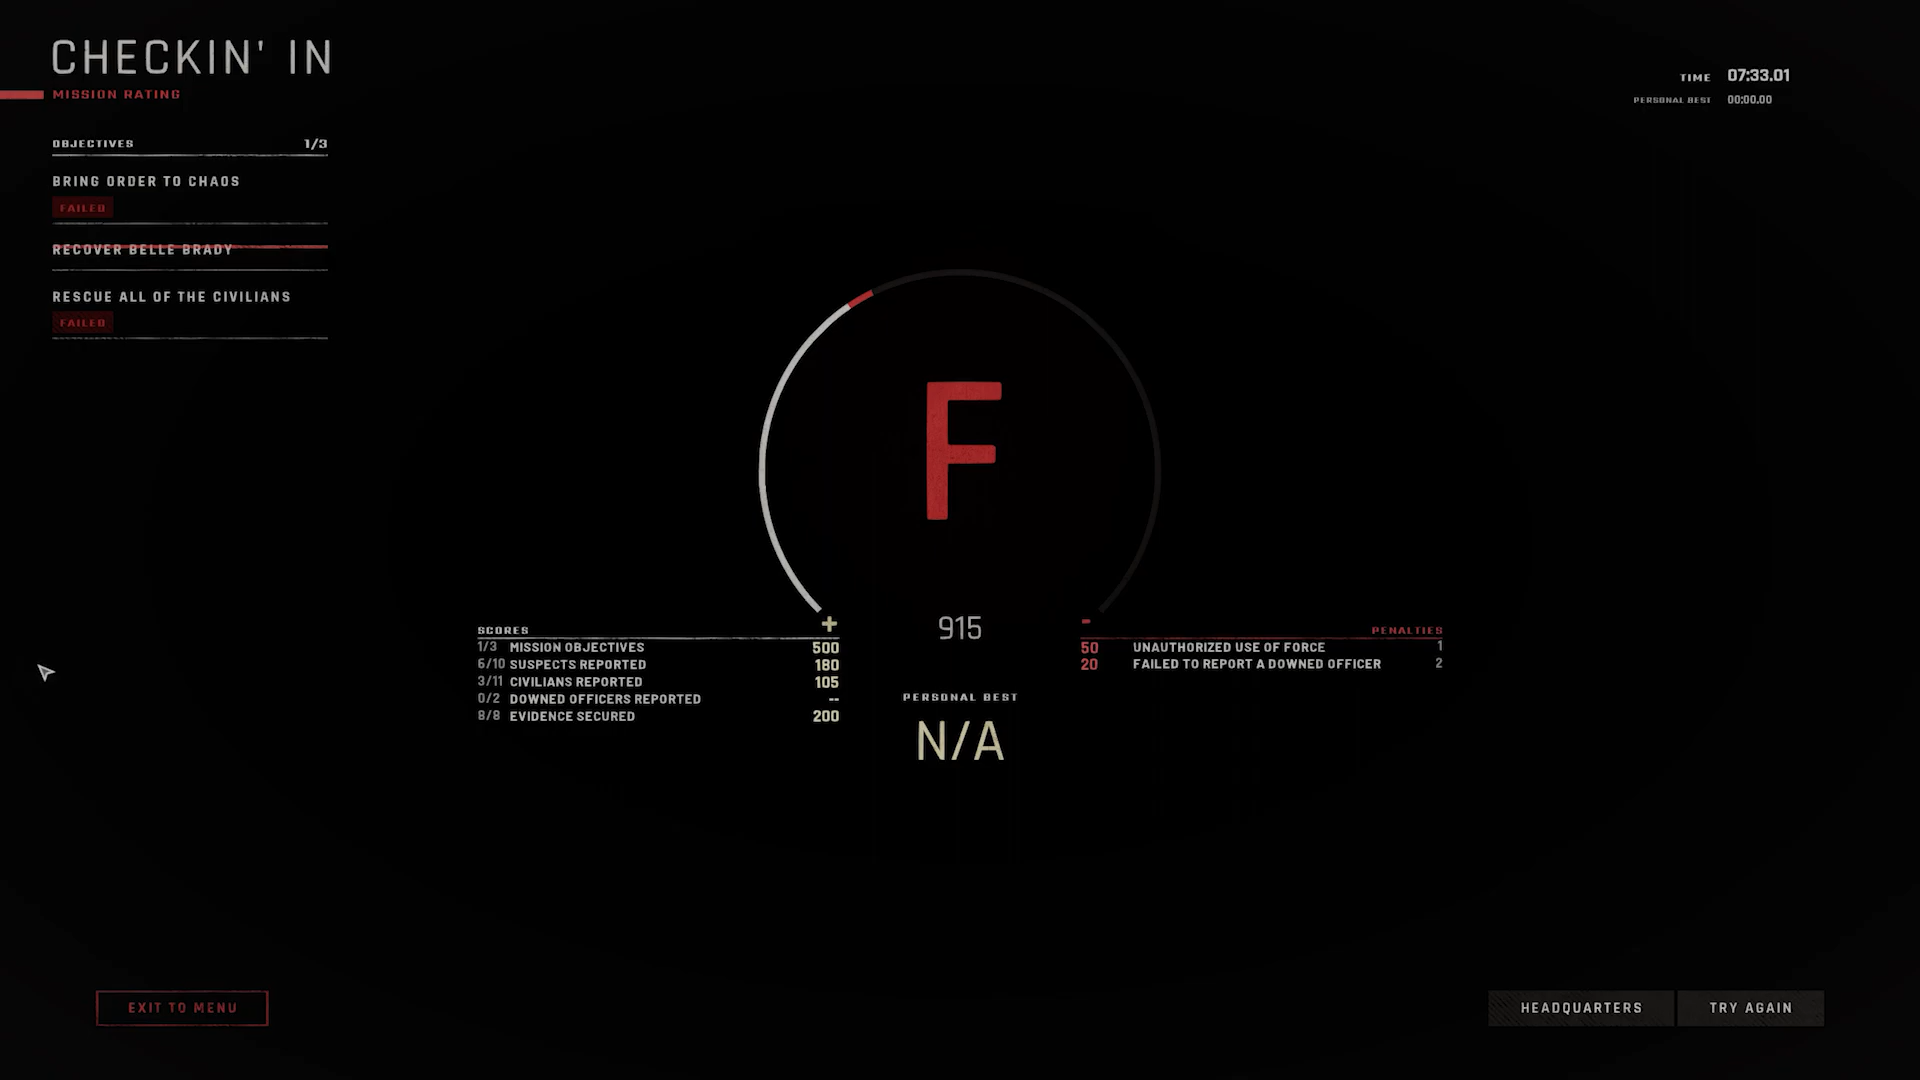 CHECKIN' IN
MISSION RATING
TIME 07:33.01
PERSONAL BEST 00:00.00
OBJECTIVES 1/3
BRING ORDER TO CHAOS
FAILED
RECOVER BELLE BRADY
RESCUE ALL OF THE CIVILIANS
FAILED
F
915
PERSONAL BEST
N/A
SCORES +
1/3 MISSION OBJECTIVES 500
6/10 SUSPECTS REPORTED 180
3/11 CIVILIANS REPORTED 105
0/2 DOWNED OFFICERS REPORTED --
8/8 EVIDENCE SECURED 200
- PENALTIES
50 UNAUTHORIZED USE OF FORCE 1
20 FAILED TO REPORT A DOWNED OFFICER 2
EXIT TO MENU
HEADQUARTERS
TRY AGAIN